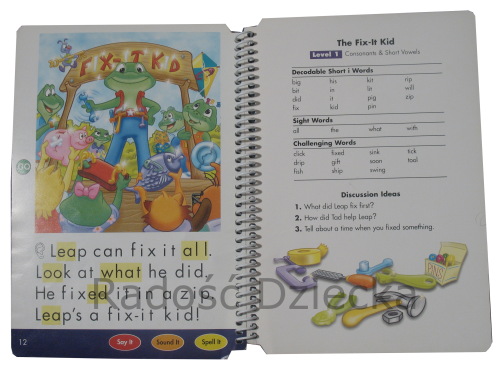 FIX-IT KID
GO
Leap can fix it all.
Look at what he did.
He fixed it in a zip.
Leap's a fix-it kid!
12
Say It
Sound It
Spell It
The Fix-It Kid
Level 1 Consonants & Short Vowels
Decodable Short i Words
big his kit rip
bit in lit will
did it pig zip
fix kid pin
Sight Words
all the what with
Challenging Words
click fixed sink tick
drip gift soon tool
fish ship swing
Discussion Ideas
1. What did Leap fix first?
2. How did Tad help Leap?
3. Tell about a time when you fixed something.
PINS
Radość Dziecka